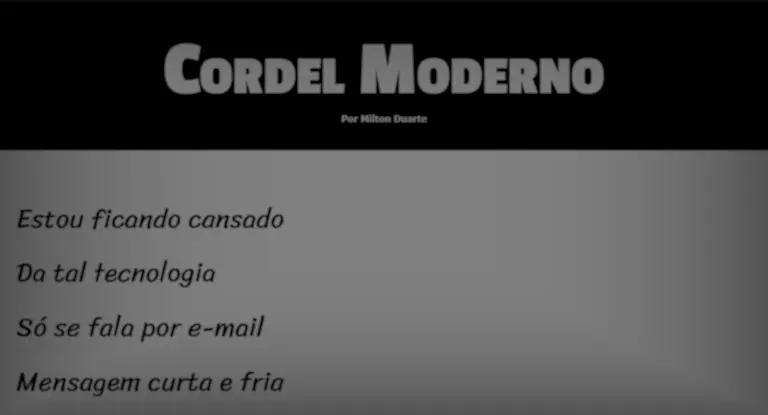 Cordel Moderno
Por Milton Duarte
Estou ficando cansado
Da tal tecnologia
Só se fala por e-mail
Mensagem curta e fria